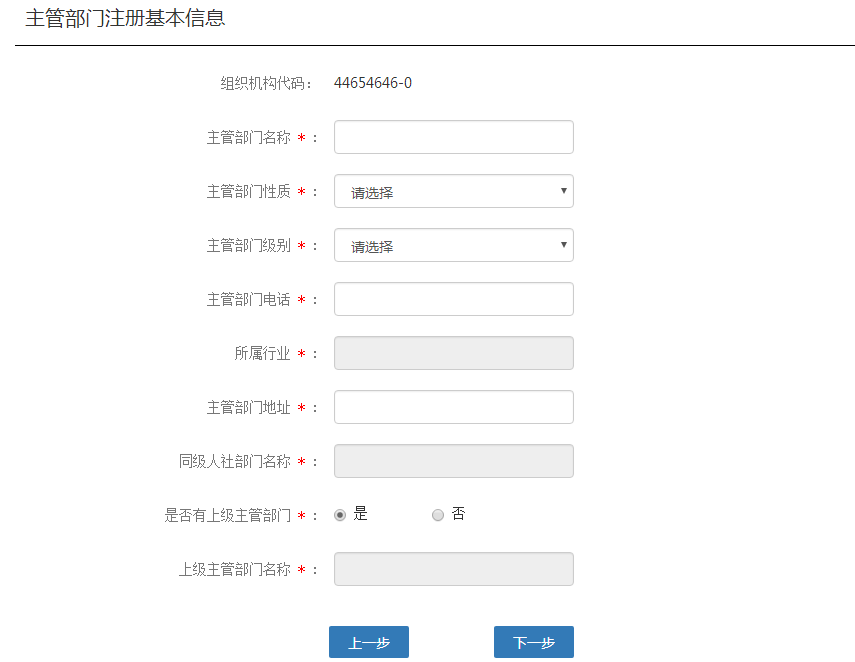 主管部门注册基本信息
组织机构代码： 44654646-0
主管部门名称 * ：
主管部门性质 * ： 请选择
主管部门级别 * ： 请选择
主管部门电话 * ：
所属行业 * ：
主管部门地址 * ：
同级人社部门名称 * ：
是否有上级主管部门 * ： 是 否
上级主管部门名称 * ：
上一步 下一步